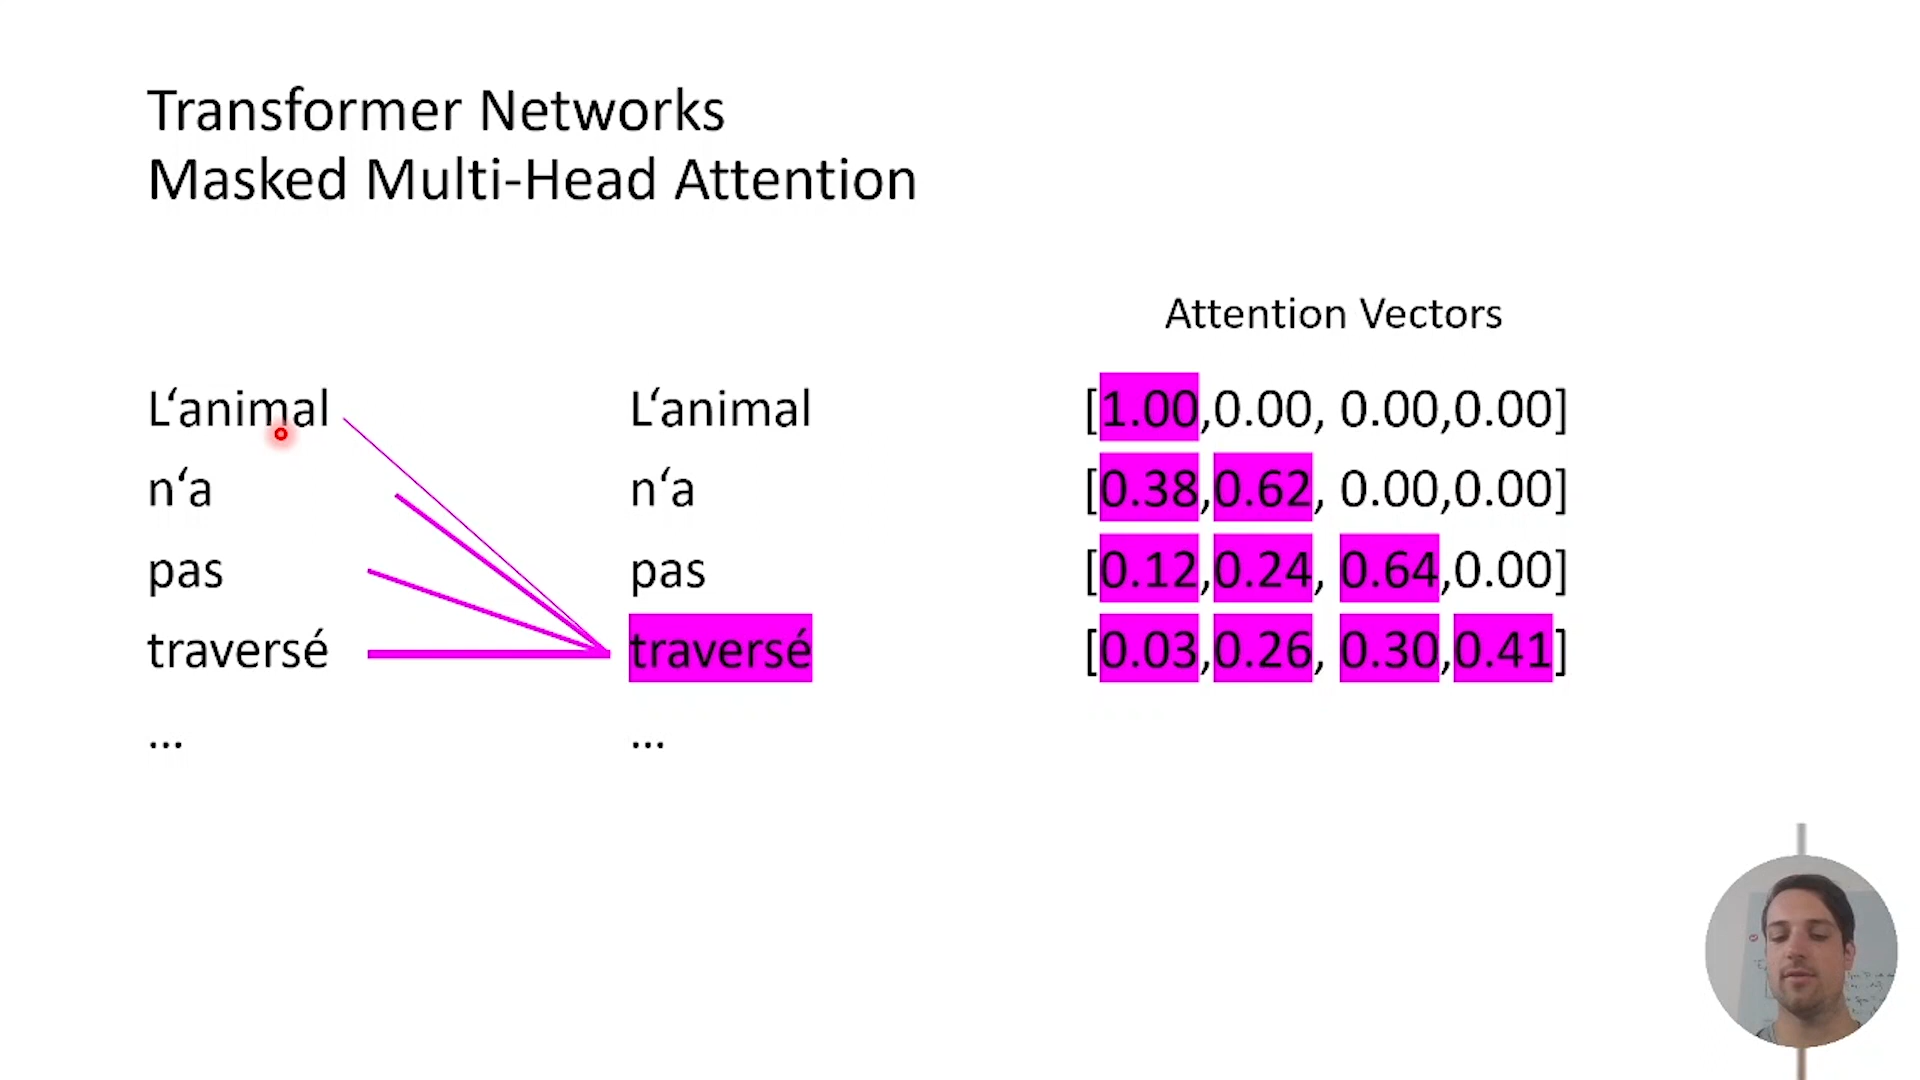 Transformer Networks
Masked Multi-Head Attention
Attention Vectors
L‘animal L‘animal [1.00,0.00, 0.00,0.00]
n‘a n‘a [0.38,0.62, 0.00,0.00]
pas pas [0.12,0.24, 0.64,0.00]
traversé traversé [0.03,0.26, 0.30,0.41]
... ...